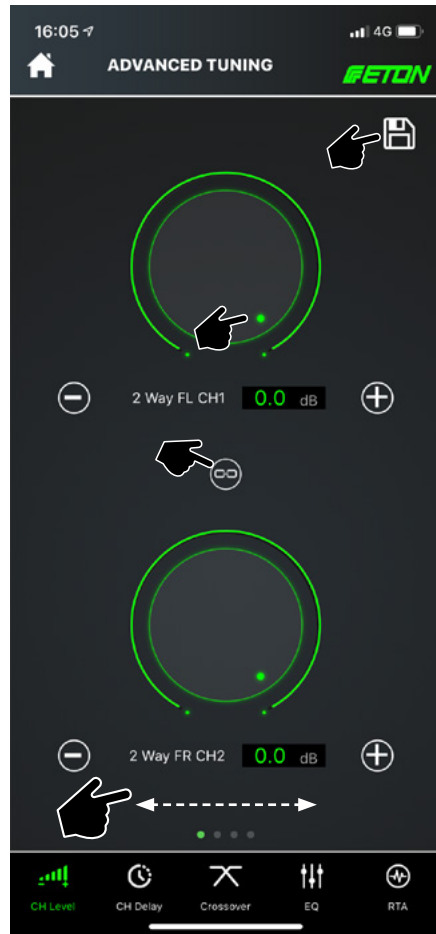 16:05 4G
ADVANCED TUNING
ETON
2 Way FL CH1 0.0 dB
2 Way FR CH2 0.0 dB
CH Level CH Delay Crossover EQ RTA